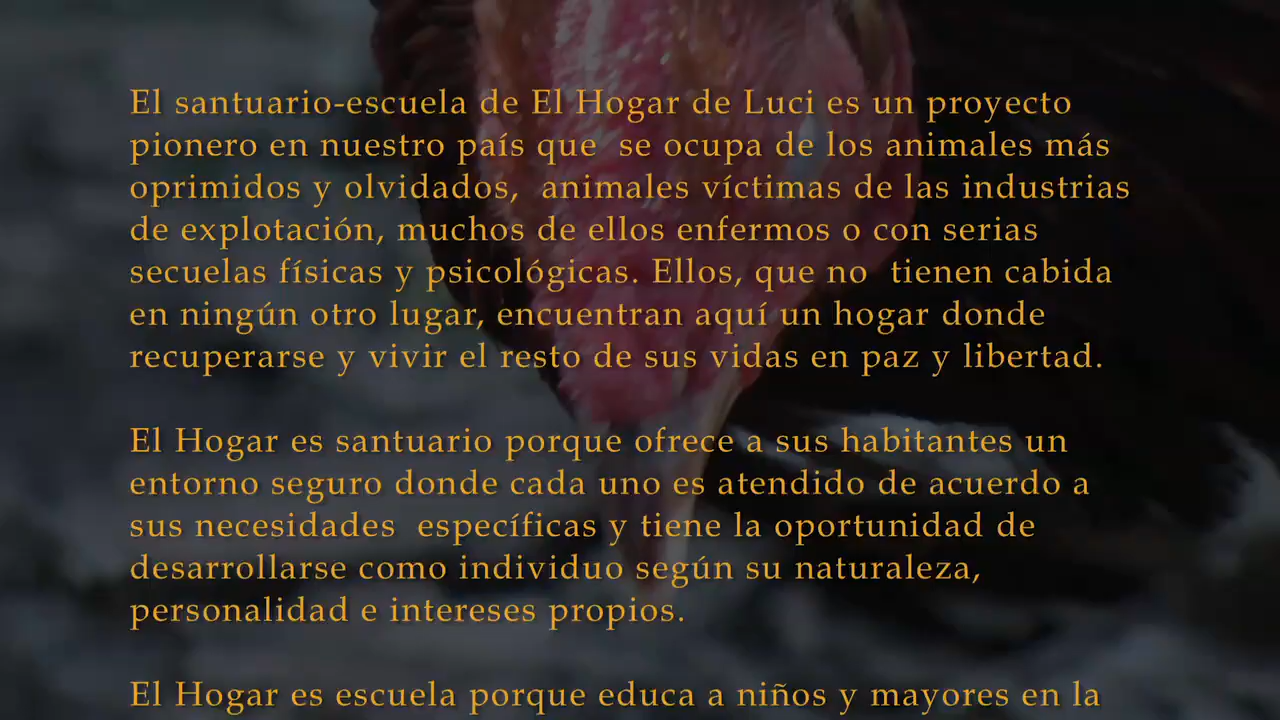 El santuario-escuela de El Hogar de Luci es un proyecto
pionero en nuestro país que  se ocupa de los animales más
oprimidos y olvidados,  animales víctimas de las industrias
de explotación, muchos de ellos enfermos o con serias
secuelas físicas y psicológicas. Ellos, que no  tienen cabida
en ningún otro lugar, encuentran aquí un hogar donde
recuperarse y vivir el resto de sus vidas en paz y libertad.
El Hogar es santuario porque ofrece a sus habitantes un
entorno seguro donde cada uno es atendido de acuerdo a
sus necesidades  específicas y tiene la oportunidad de
desarrollarse como individuo según su naturaleza,
personalidad e intereses propios.
El Hogar es escuela porque educa a niños y mayores en la